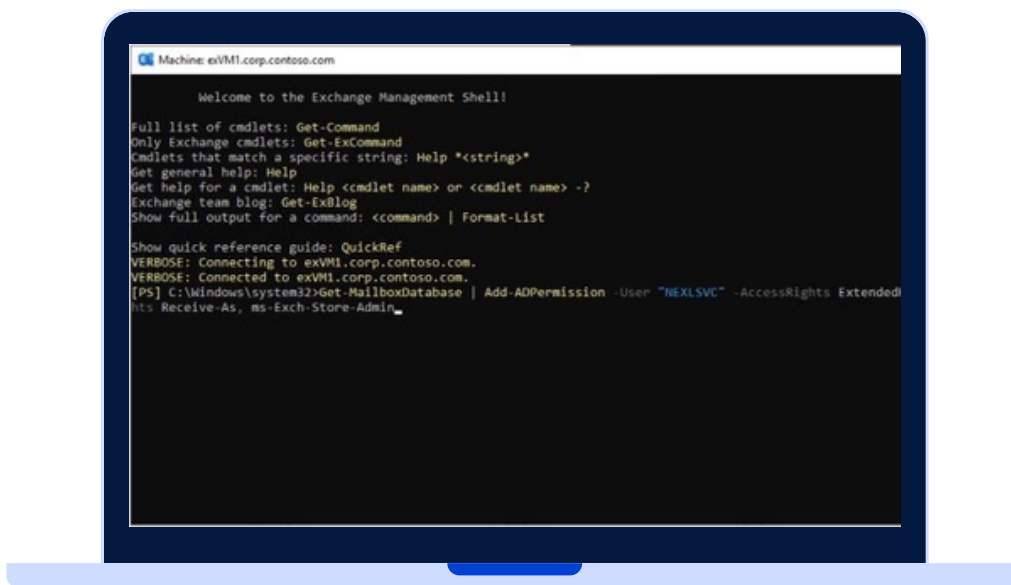 Machine: exVM1.corp.contoso.com
Welcome to the Exchange Management Shell!
Full list of cmdlets: Get-Command
Only Exchange cmdlets: Get-ExCommand
Cmdlets that match a specific string: Help *<string>*
Get general help: Help
Get help for a cmdlet: Help <cmdlet name> or <cmdlet name> -?
Exchange team blog: Get-ExBlog
Show full output for a command: <command> | Format-List
Show quick reference guide: QuickRef
VERBOSE: Connecting to exVM1.corp.contoso.com.
VERBOSE: Connected to exVM1.corp.contoso.com.
[PS] C:\Windows\system32>Get-MailboxDatabase | Add-ADPermission -User "NEXLSVC" -AccessRights Extended
hts Receive-As, ms-Exch-Store-Admin